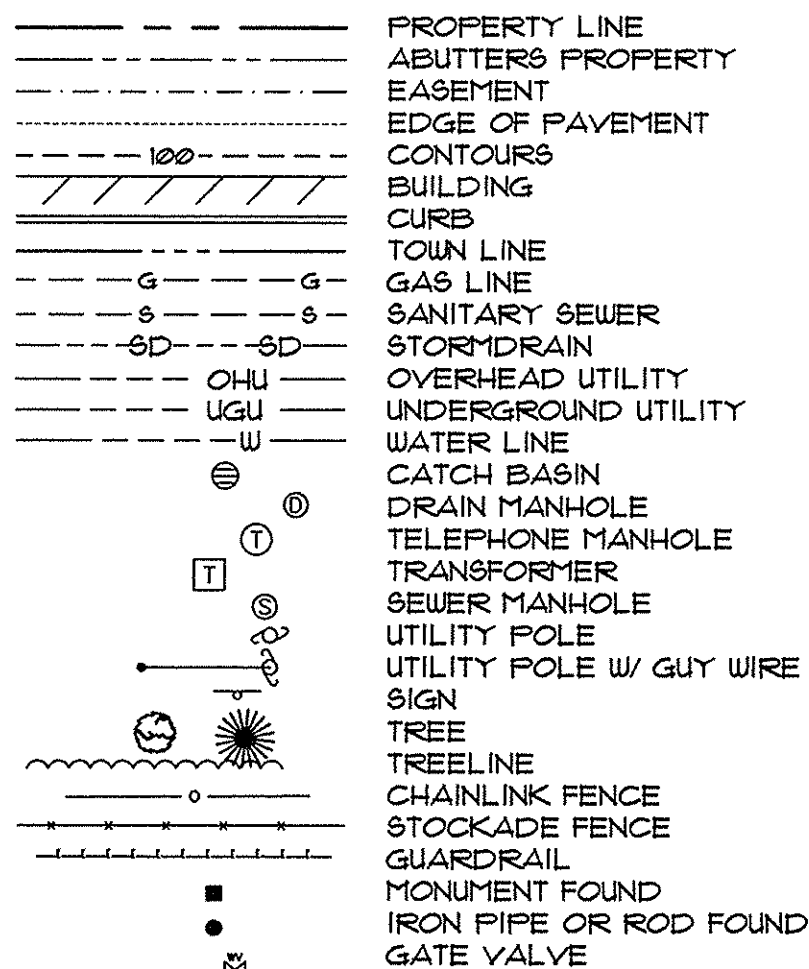 PROPERTY LINE
ABUTTERS PROPERTY
EASEMENT
EDGE OF PAVEMENT
100 CONTOURS
BUILDING
CURB
TOWN LINE
G G GAS LINE
S S SANITARY SEWER
SD SD STORMDRAIN
OHU OVERHEAD UTILITY
UGU UNDERGROUND UTILITY
W WATER LINE
CATCH BASIN
D DRAIN MANHOLE
T TELEPHONE MANHOLE
T TRANSFORMER
S SEWER MANHOLE
UTILITY POLE
UTILITY POLE W/ GUY WIRE
SIGN
TREE
TREELINE
CHAINLINK FENCE
STOCKADE FENCE
GUARDRAIL
MONUMENT FOUND
IRON PIPE OR ROD FOUND
WV GATE VALVE